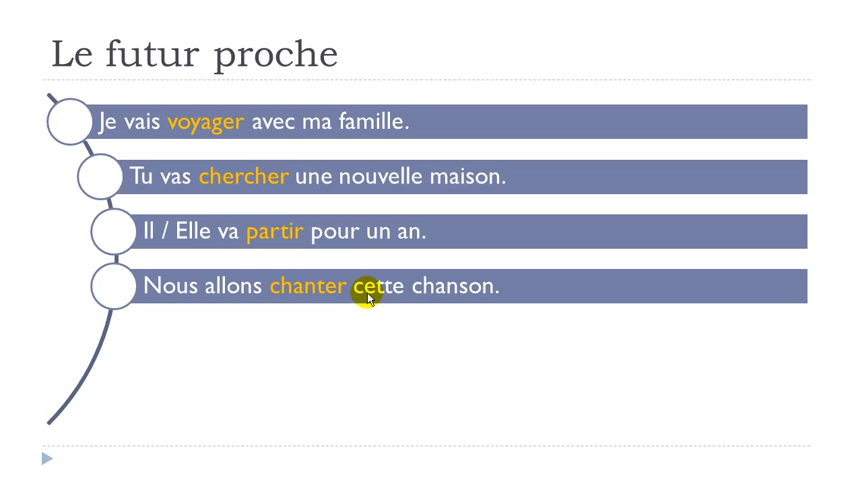 Le futur proche
Je vais voyager avec ma famille.
Tu vas chercher une nouvelle maison.
Il / Elle va partir pour un an.
Nous allons chanter cette chanson.